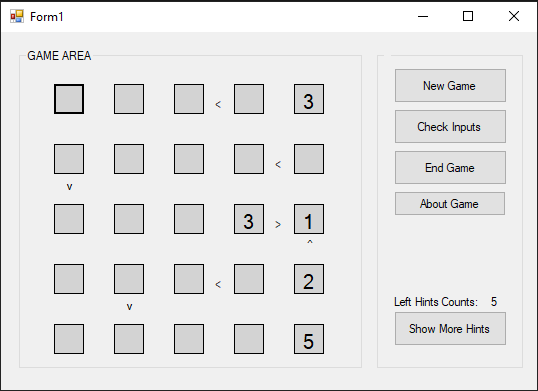 Form1
GAME AREA
< 3
<
v
3 > 1
^
< 2
v
5
New Game
Check Inputs
End Game
About Game
Left Hints Counts: 5
Show More Hints